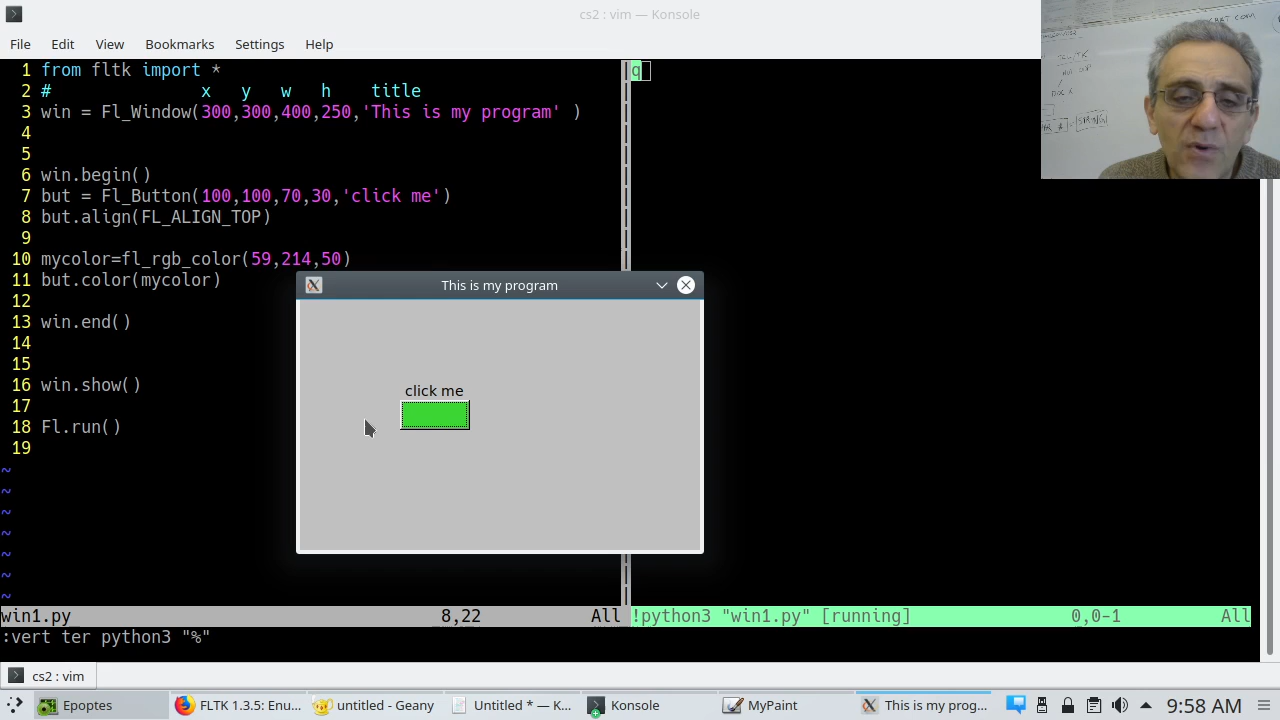 cs2 : vim — Konsole
File Edit View Bookmarks Settings Help
1 from fltk import *
2 # x y w h title
3 win = Fl_Window(300,300,400,250,'This is my program' )
4
5
6 win.begin()
7 but = Fl_Button(100,100,70,30,'click me')
8 but.align(FL_ALIGN_TOP)
9
10 mycolor=fl_rgb_color(59,214,50)
11 but.color(mycolor)
12
13 win.end()
14
15
16 win.show()
17
18 Fl.run()
19
~
~
~
~
~
~
~
q
This is my program
click me
win1.py 8,22 All
!python3 "win1.py" [running] 0,0-1 All
:vert ter python3 "%"
cs2 : vim
Epoptes
FLTK 1.3.5: Enu...
untitled - Geany
Untitled * — K...
Konsole
MyPaint
This is my prog...
9:58 AM